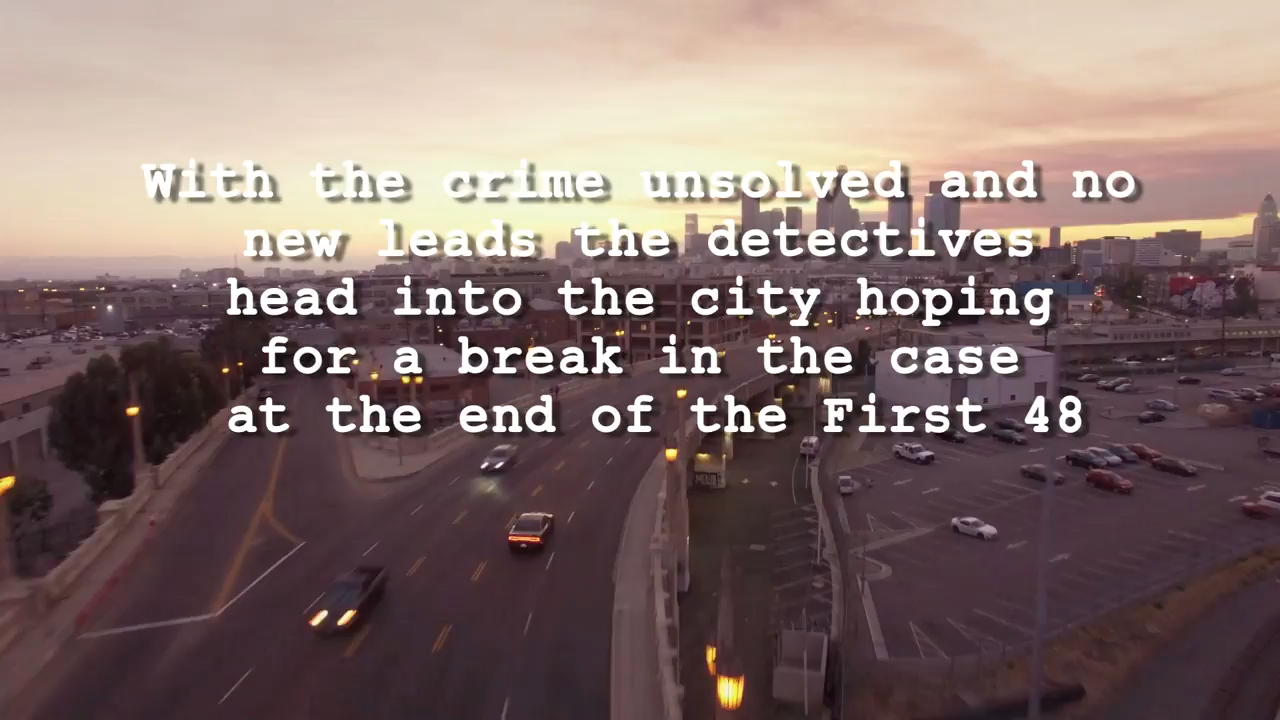 With the crime unsolved and no
new leads the detectives
head into the city hoping
for a break in the case
at the end of the First 48